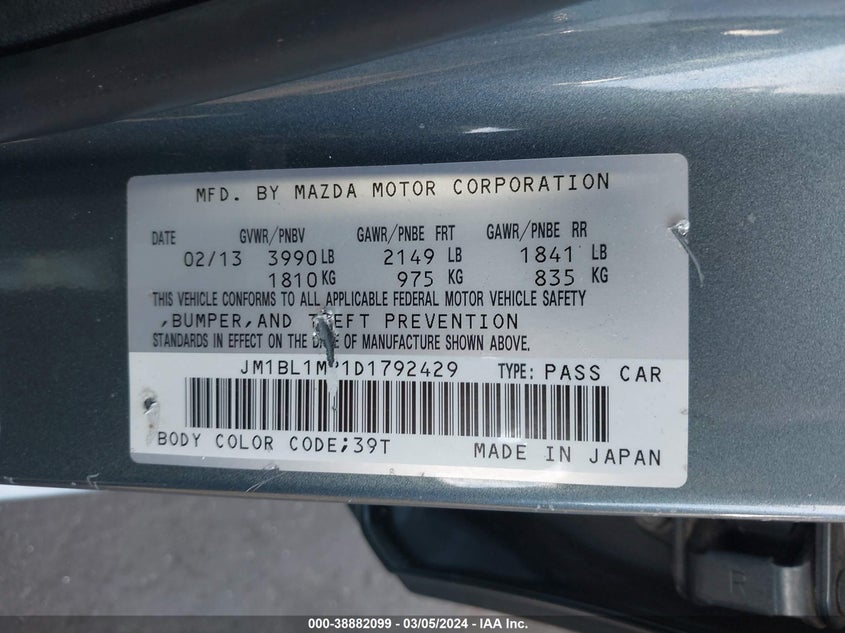 MFD. BY MAZDA MOTOR CORPORATION
DATE GVWR/PNBV GAWR/PNBE FRT GAWR/PNBE RR
02/13 3990 LB 2149 LB 1841 LB
1810 KG 975 KG 835 KG
THIS VEHICLE CONFORMS TO ALL APPLICABLE FEDERAL MOTOR VEHICLE SAFETY
,BUMPER,AND THEFT PREVENTION
STANDARDS IN EFFECT ON THE DATE OF MANUFACTURE SHOWN ABOVE.
TYPE: PASS CAR
BODY COLOR CODE;39T MADE IN JAPAN
R
000-38882099 — 03/05/2024 — IAA Inc.